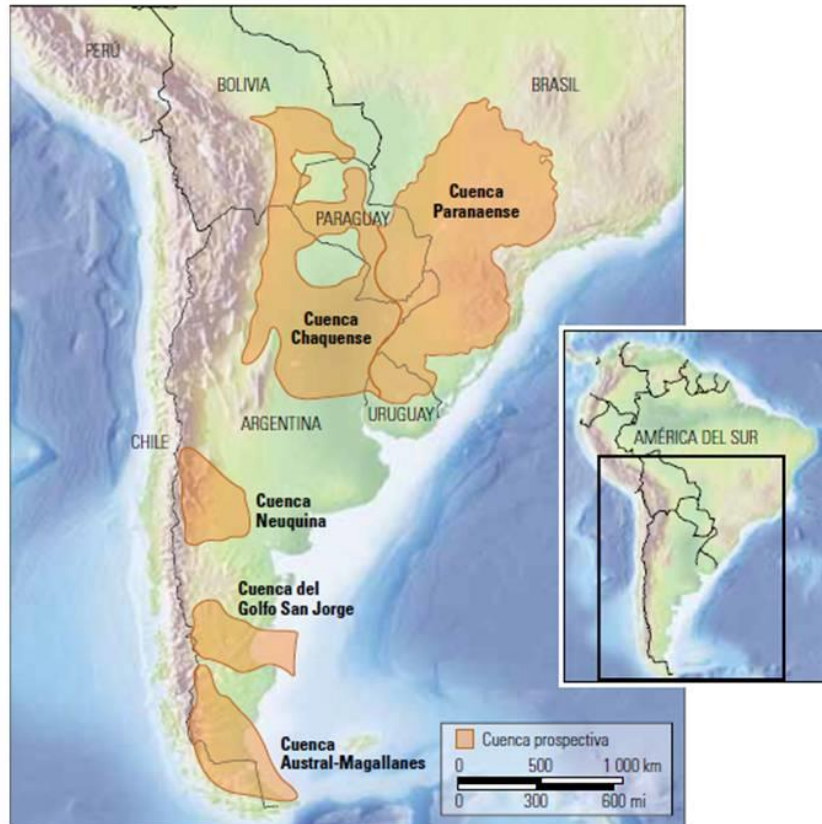 PERÚ
BOLIVIA
BRASIL
Cuenca
Paranaense
PARAGUAY
Cuenca
Chaquense
ARGENTINA
URUGUAY
CHILE
AMÉRICA DEL SUR
Cuenca
Neuquina
Cuenca del
Golfo San Jorge
Cuenca
Austral-Magallanes
Cuenca prospectiva
0 500 1 000 km
0 300 600 mi